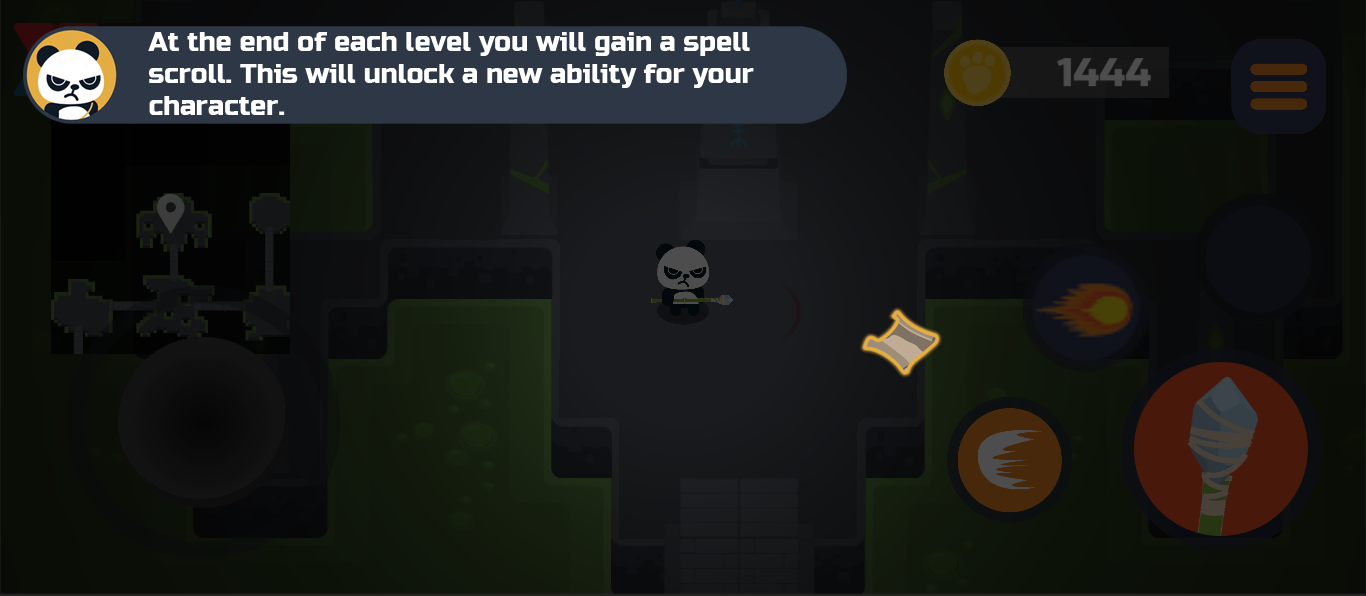 At the end of each level you will gain a spell
scroll. This will unlock a new ability for your
character.
1444